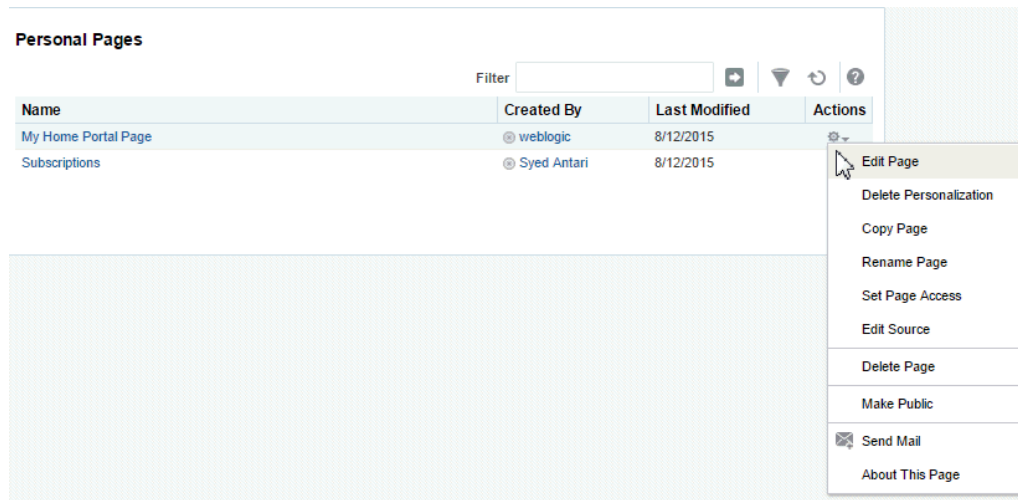 Personal Pages
Filter
Name Created By Last Modified Actions
My Home Portal Page weblogic 8/12/2015
Subscriptions Syed Antari 8/12/2015
Edit Page
Delete Personalization
Copy Page
Rename Page
Set Page Access
Edit Source
Delete Page
Make Public
Send Mail
About This Page